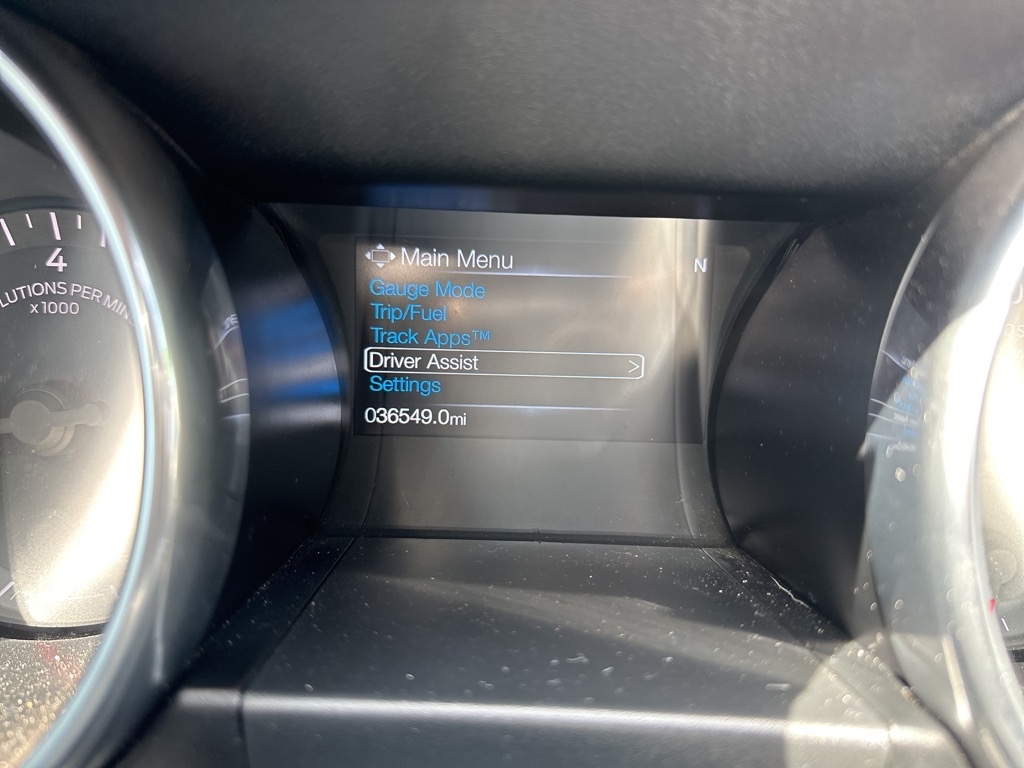 Main Menu
N
Gauge Mode
Trip/Fuel
Track Apps™
Driver Assist >
Settings
036549.0mi
4
x1000